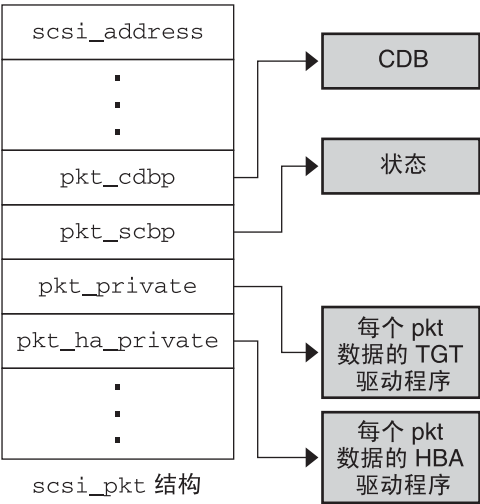 scsi_address
pkt_cdbp
pkt_scbp
pkt_private
pkt_ha_private
scsi_pkt 结构
CDB
状态
每个 pkt
数据的 TGT
驱动程序
每个 pkt
数据的 HBA
驱动程序